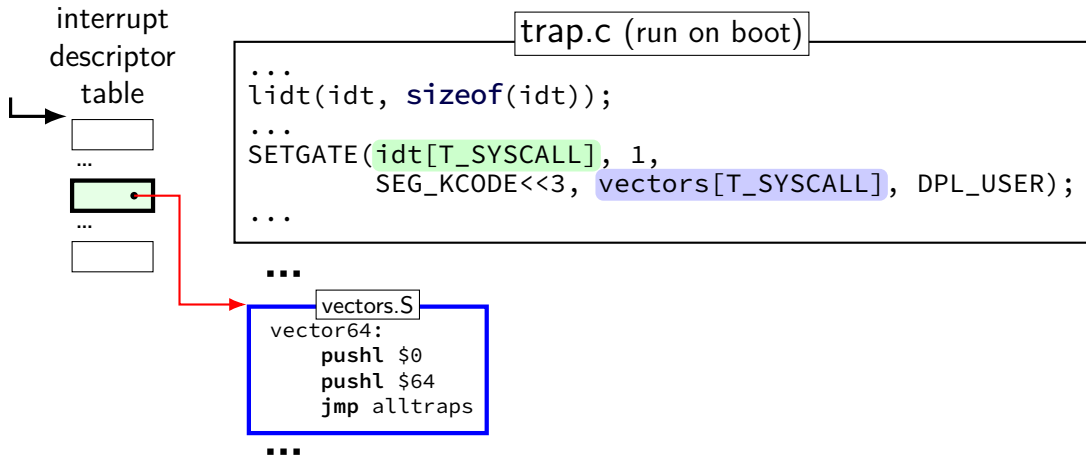 interrupt
descriptor
table
...
...
trap.c (run on boot)
...
lidt(idt, sizeof(idt));
...
SETGATE(idt[T_SYSCALL], 1,
SEG_KCODE<<3, vectors[T_SYSCALL], DPL_USER);
...
...
vectors.S
vector64:
pushl $0
pushl $64
jmp alltraps
...